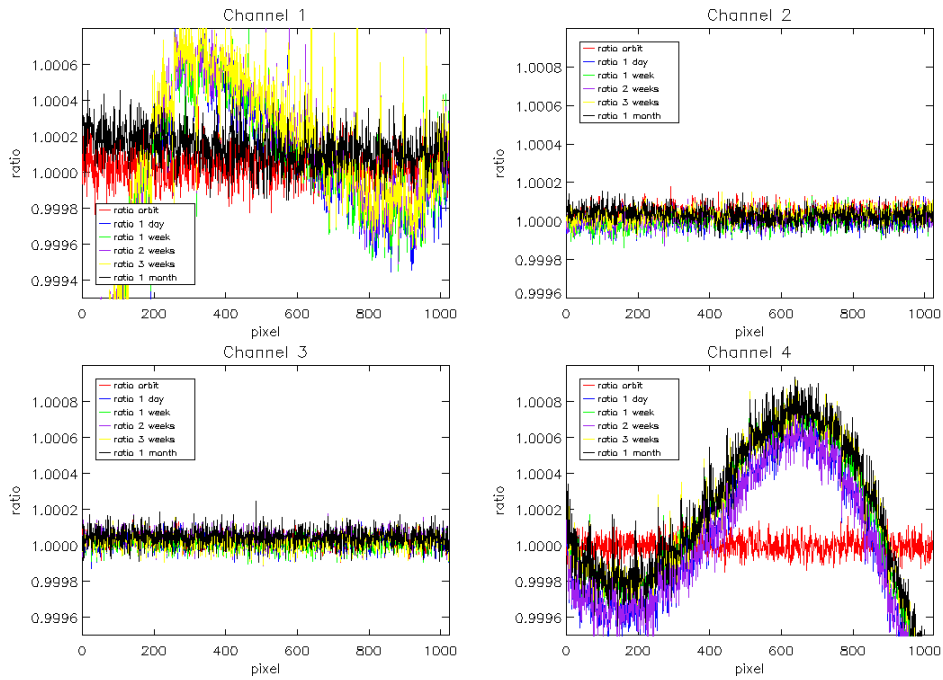 Channel 1
1.0006
1.0004
1.0002
1.0000
0.9998
0.9996
0.9994
ratio
ratio orbit
ratio 1 day
ratio 1 week
ratio 2 weeks
ratio 3 weeks
ratio 1 month
0 200 400 600 800 1000
pixel
Channel 2
1.0008
1.0006
1.0004
1.0002
1.0000
0.9998
0.9996
ratio
ratio orbit
ratio 1 day
ratio 1 week
ratio 2 weeks
ratio 3 weeks
ratio 1 month
0 200 400 600 800 1000
pixel
Channel 3
1.0008
1.0006
1.0004
1.0002
1.0000
0.9998
0.9996
ratio
ratio orbit
ratio 1 day
ratio 1 week
ratio 2 weeks
ratio 3 weeks
ratio 1 month
0 200 400 600 800 1000
pixel
Channel 4
1.0008
1.0006
1.0004
1.0002
1.0000
0.9998
0.9996
ratio
ratio orbit
ratio 1 day
ratio 1 week
ratio 2 weeks
ratio 3 weeks
ratio 1 month
0 200 400 600 800 1000
pixel